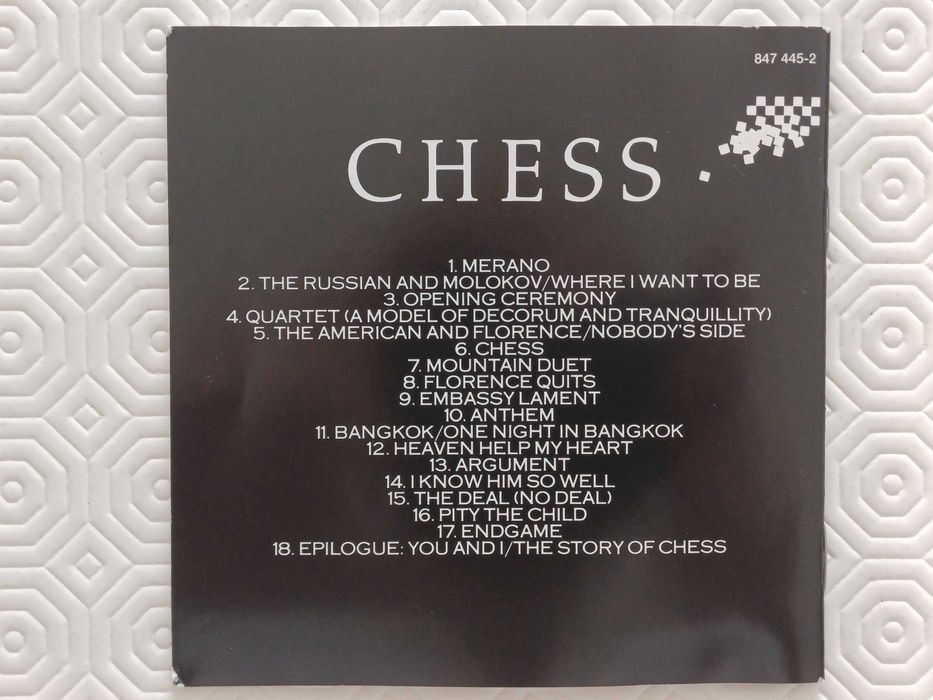 847 445-2
CHESS
1. MERANO
2. THE RUSSIAN AND MOLOKOV/WHERE I WANT TO BE
3. OPENING CEREMONY
4. QUARTET (A MODEL OF DECORUM AND TRANQUILLITY)
5. THE AMERICAN AND FLORENCE/NOBODY'S SIDE
6. CHESS
7. MOUNTAIN DUET
8. FLORENCE QUITS
9. EMBASSY LAMENT
10. ANTHEM
11. BANGKOK/ONE NIGHT IN BANGKOK
12. HEAVEN HELP MY HEART
13. ARGUMENT
14. I KNOW HIM SO WELL
15. THE DEAL (NO DEAL)
16. PITY THE CHILD
17. ENDGAME
18. EPILOGUE: YOU AND I/THE STORY OF CHESS